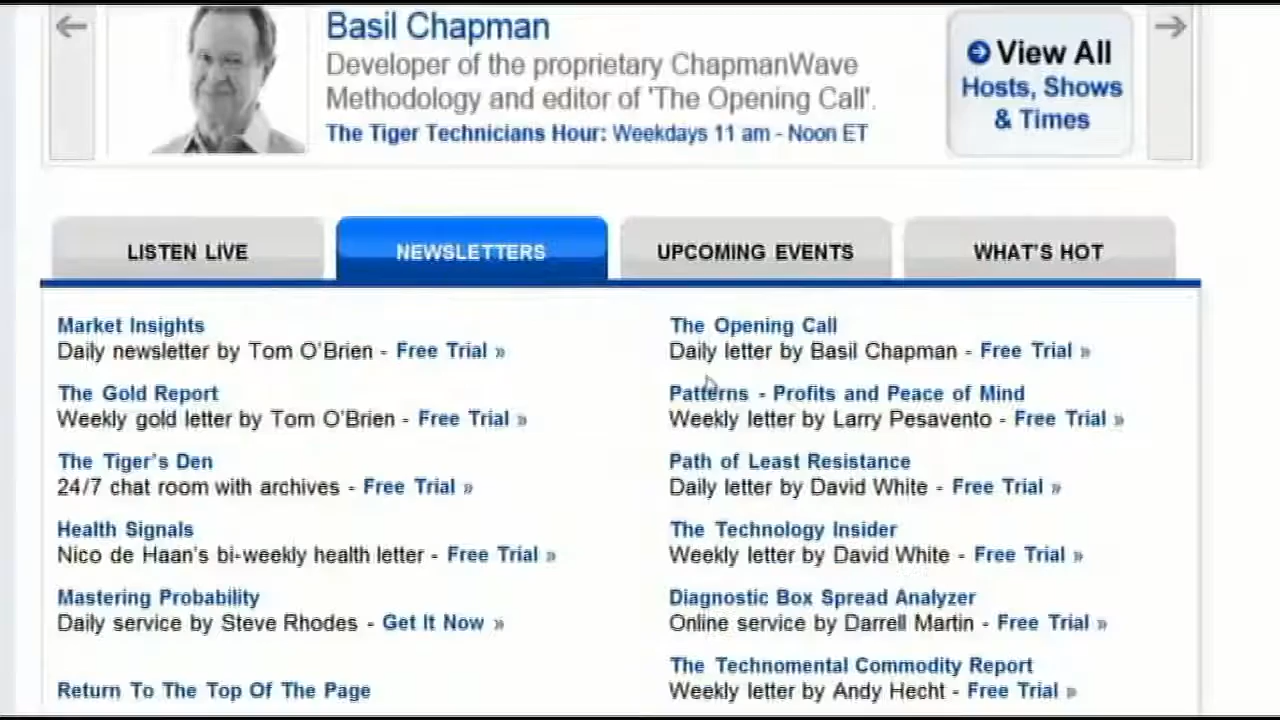 Basil Chapman
Developer of the proprietary ChapmanWave
Methodology and editor of 'The Opening Call'.
The Tiger Technicians Hour: Weekdays 11 am - Noon ET
View All
Hosts, Shows
& Times
LISTEN LIVE
NEWSLETTERS
UPCOMING EVENTS
WHAT'S HOT
Market Insights
Daily newsletter by Tom O'Brien - Free Trial »
The Gold Report
Weekly gold letter by Tom O'Brien - Free Trial »
The Tiger's Den
24/7 chat room with archives - Free Trial »
Health Signals
Nico de Haan's bi-weekly health letter - Free Trial »
Mastering Probability
Daily service by Steve Rhodes - Get It Now »
Return To The Top Of The Page
The Opening Call
Daily letter by Basil Chapman - Free Trial »
Patterns - Profits and Peace of Mind
Weekly letter by Larry Pesavento - Free Trial »
Path of Least Resistance
Daily letter by David White - Free Trial »
The Technology Insider
Weekly letter by David White - Free Trial »
Diagnostic Box Spread Analyzer
Online service by Darrell Martin - Free Trial »
The Technomental Commodity Report
Weekly letter by Andy Hecht - Free Trial »